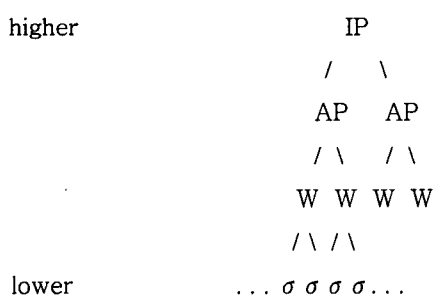 higher IP
/ \
AP AP
/ \ / \
W W W W
/ \ / \
lower ... σ σ σ σ ...